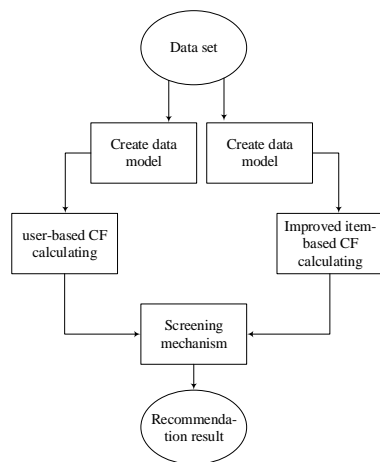 Data set
Create data
model
Create data
model
user-based CF
calculating
Improved item-
based CF
calculating
Screening
mechanism
Recommenda-
tion result